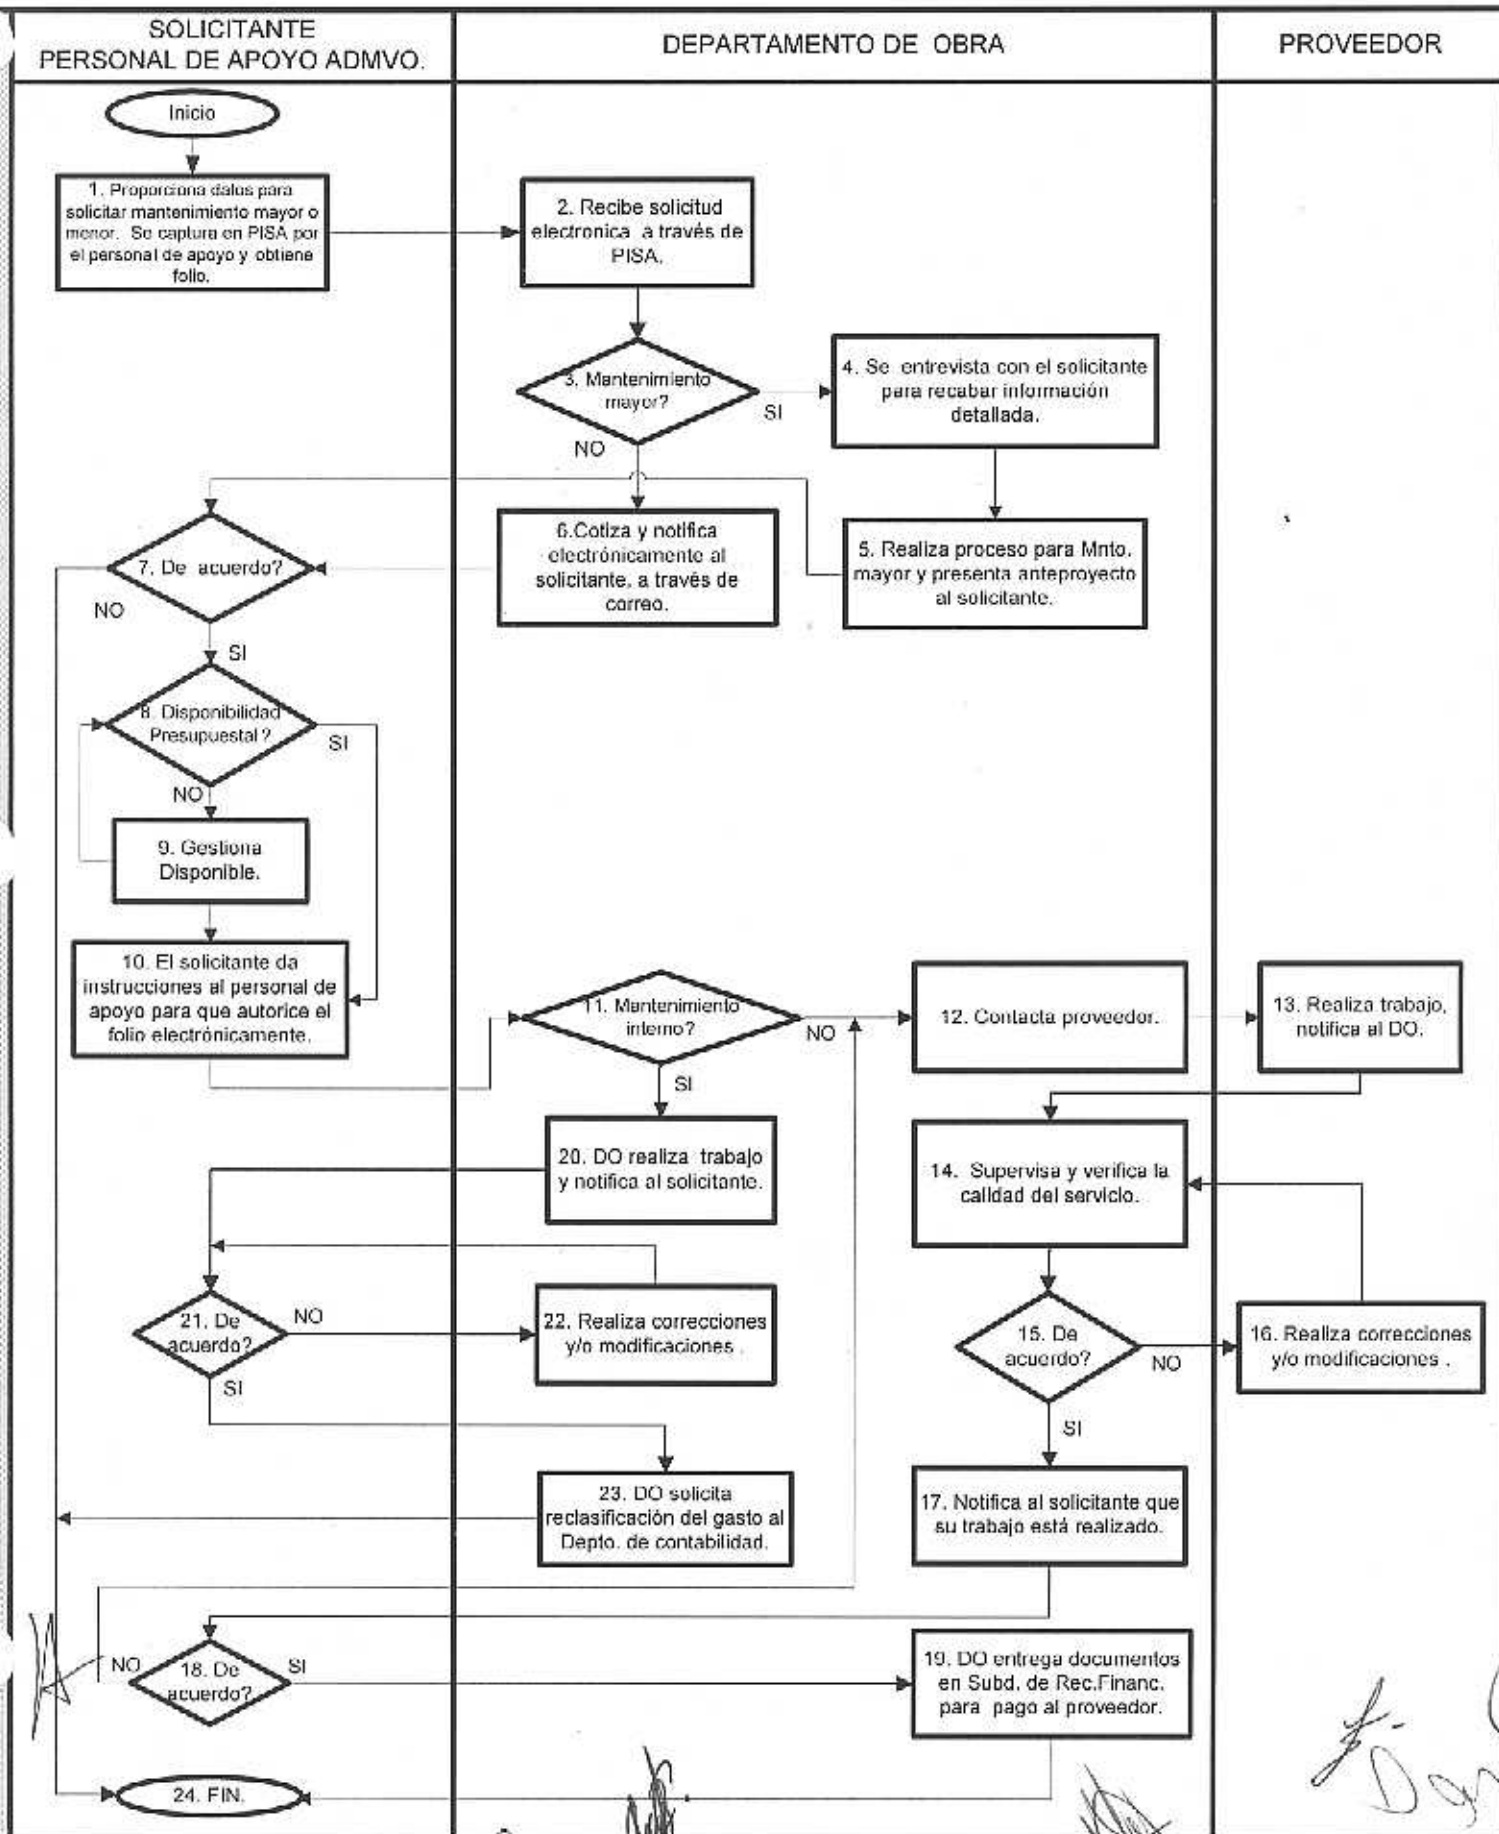 SOLICITANTE
PERSONAL DE APOYO ADMVO.
DEPARTAMENTO DE OBRA
PROVEEDOR
Inicio
1. Proporciona datos para
solicitar mantenimiento mayor o
menor. Se captura en PISA por
el personal de apoyo y obtiene
folio.
2. Recibe solicitud
electronica a través de
PISA.
3. Mantenimiento
mayor?
SI
NO
4. Se entrevista con el solicitante
para recabar información
detallada.
5. Realiza proceso para Mnto.
mayor y presenta anteproyecto
al solicitante.
6.Cotiza y notifica
electrónicamente al
solicitante, a través de
correo.
7. De acuerdo?
NO
SI
8. Disponibilidad
Presupuestal?
SI
NO
9. Gestiona
Disponible.
10. El solicitante da
instrucciones al personal de
apoyo para que autorice el
folio electrónicamente.
11. Mantenimiento
interno?
NO
SI
12. Contacta proveedor.
13. Realiza trabajo,
notifica al DO.
20. DO realiza trabajo
y notifica al solicitante.
14. Supervisa y verifica la
calidad del servicio.
21. De
acuerdo?
NO
SI
22. Realiza correcciones
y/o modificaciones .
15. De
acuerdo?
NO
SI
16. Realiza correcciones
y/o modificaciones .
23. DO solicita
reclasificación del gasto al
Depto. de contabilidad.
17. Notifica al solicitante que
su trabajo está realizado.
NO
18. De
acuerdo?
SI
19. DO entrega documentos
en Subd. de Rec.Financ.
para pago al proveedor.
24. FIN.